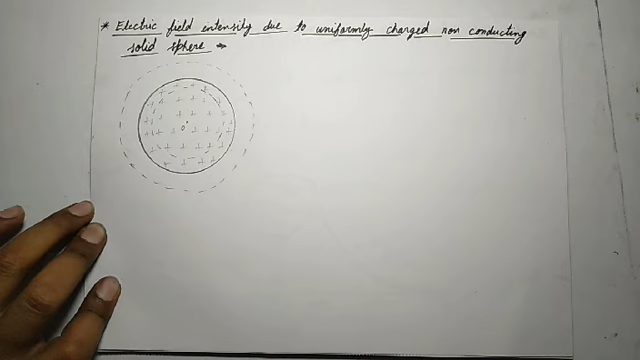 * Electric field intensity due to uniformly charged non conducting
solid sphere →
O